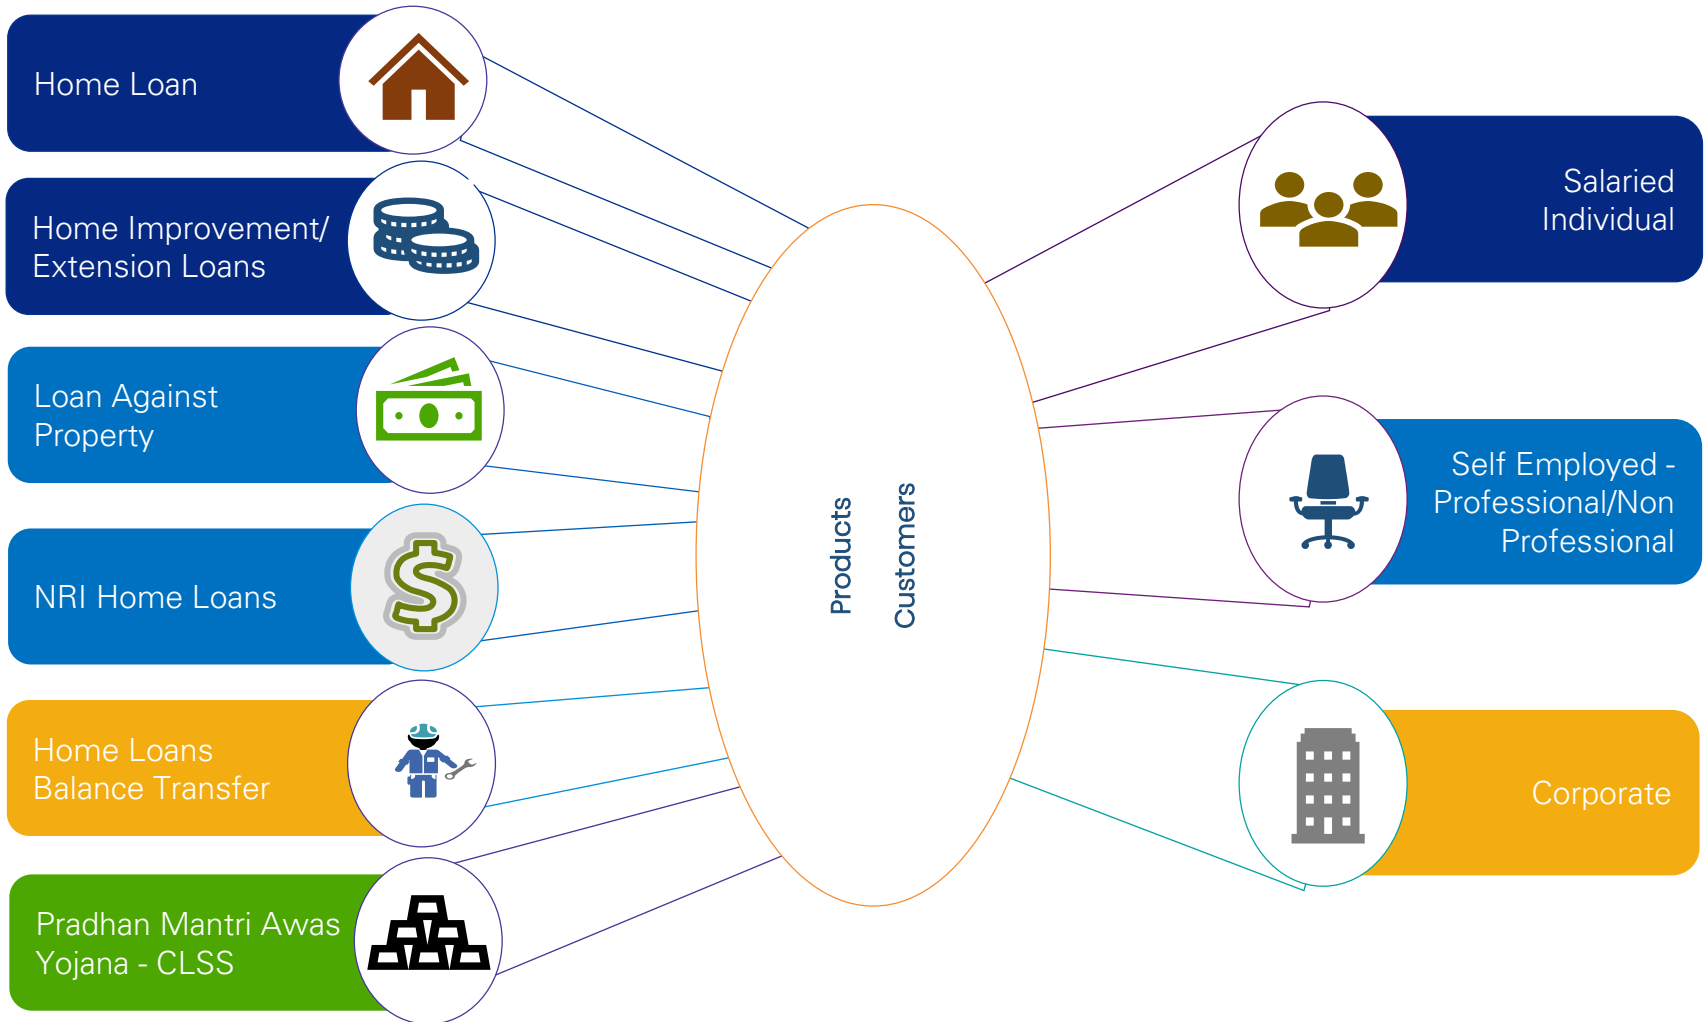 Home Loan
Home Improvement/
Extension Loans
Loan Against
Property
NRI Home Loans
Home Loans
Balance Transfer
Pradhan Mantri Awas
Yojana - CLSS
Products
Customers
Salaried
Individual
Self Employed -
Professional/Non
Professional
Corporate